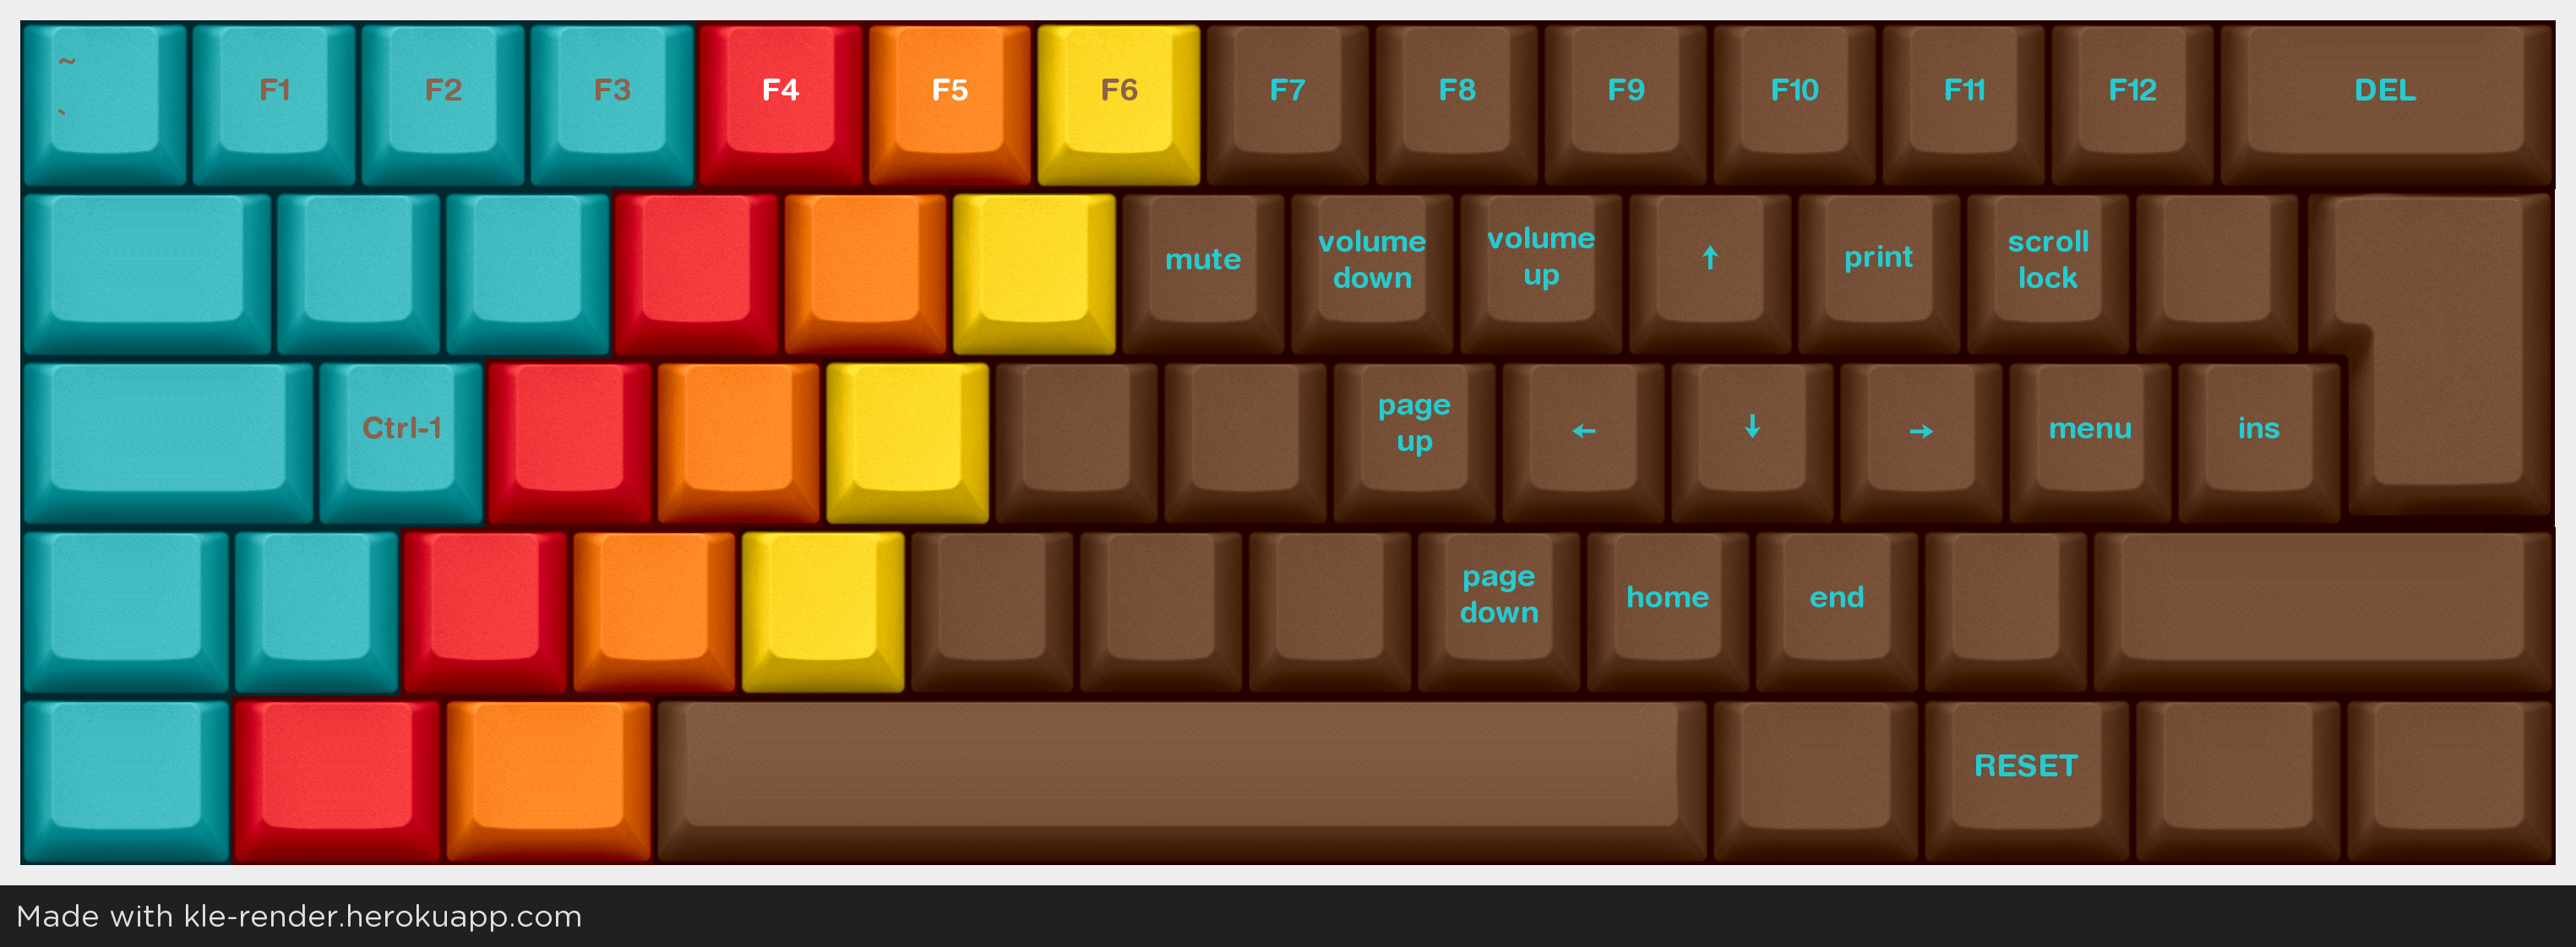 ~
`
F1
F2
F3
F4
F5
F6
F7
F8
F9
F10
F11
F12
DEL
mute
volume
down
volume
up
↑
print
scroll
lock
Ctrl-1
page
up
←
↓
→
menu
ins
page
down
home
end
RESET
Made with kle-render.herokuapp.com